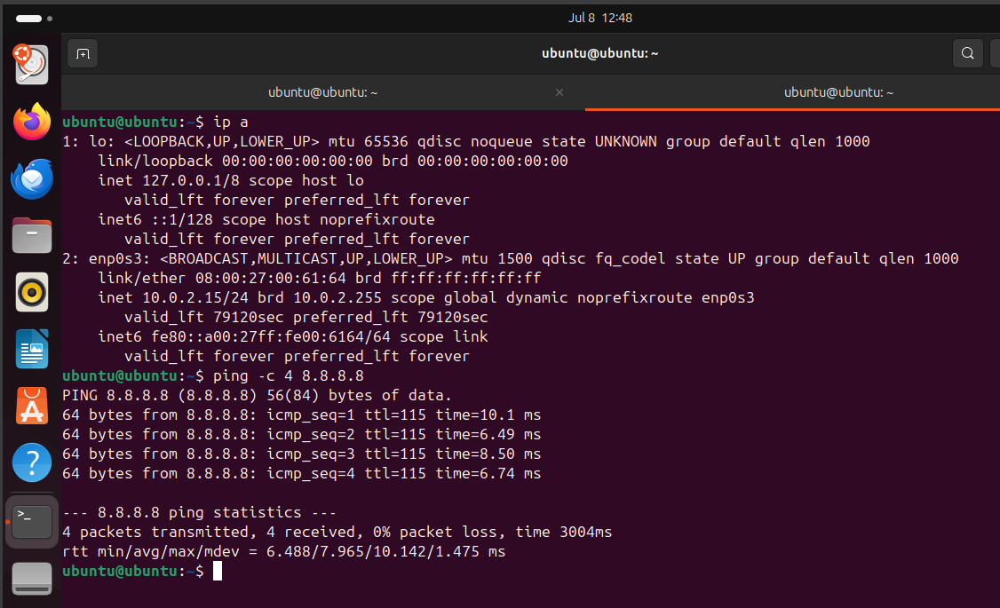 Jul 8 12:48
ubuntu@ubuntu: ~
ubuntu@ubuntu: ~ ×
ubuntu@ubuntu: ~
ubuntu@ubuntu:~$ ip a
1: lo: <LOOPBACK,UP,LOWER_UP> mtu 65536 qdisc noqueue state UNKNOWN group default qlen 1000
    link/loopback 00:00:00:00:00:00 brd 00:00:00:00:00:00
    inet 127.0.0.1/8 scope host lo
       valid_lft forever preferred_lft forever
    inet6 ::1/128 scope host noprefixroute
       valid_lft forever preferred_lft forever
2: enp0s3: <BROADCAST,MULTICAST,UP,LOWER_UP> mtu 1500 qdisc fq_codel state UP group default qlen 1000
    link/ether 08:00:27:00:61:64 brd ff:ff:ff:ff:ff:ff
    inet 10.0.2.15/24 brd 10.0.2.255 scope global dynamic noprefixroute enp0s3
       valid_lft 79120sec preferred_lft 79120sec
    inet6 fe80::a00:27ff:fe00:6164/64 scope link
       valid_lft forever preferred_lft forever
ubuntu@ubuntu:~$ ping -c 4 8.8.8.8
PING 8.8.8.8 (8.8.8.8) 56(84) bytes of data.
64 bytes from 8.8.8.8: icmp_seq=1 ttl=115 time=10.1 ms
64 bytes from 8.8.8.8: icmp_seq=2 ttl=115 time=6.49 ms
64 bytes from 8.8.8.8: icmp_seq=3 ttl=115 time=8.50 ms
64 bytes from 8.8.8.8: icmp_seq=4 ttl=115 time=6.74 ms

--- 8.8.8.8 ping statistics ---
4 packets transmitted, 4 received, 0% packet loss, time 3004ms
rtt min/avg/max/mdev = 6.488/7.965/10.142/1.475 ms
ubuntu@ubuntu:~$